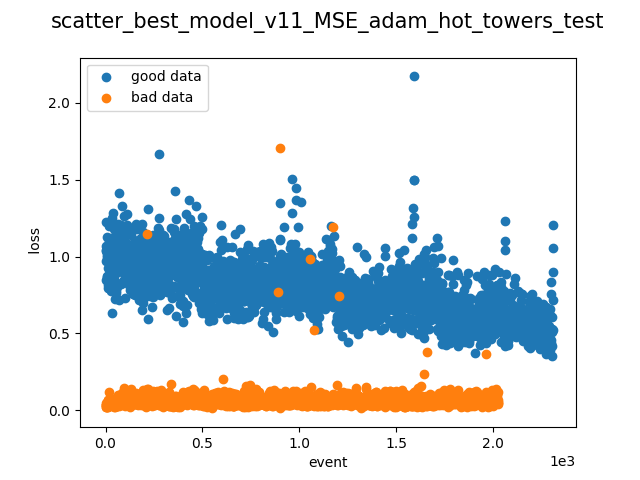 scatter_best_model_v11_MSE_adam_hot_towers_test
good data
bad data
2.0
1.5
1.0
0.5
0.0
loss
0.0 0.5 1.0 1.5 2.0
event
1e3